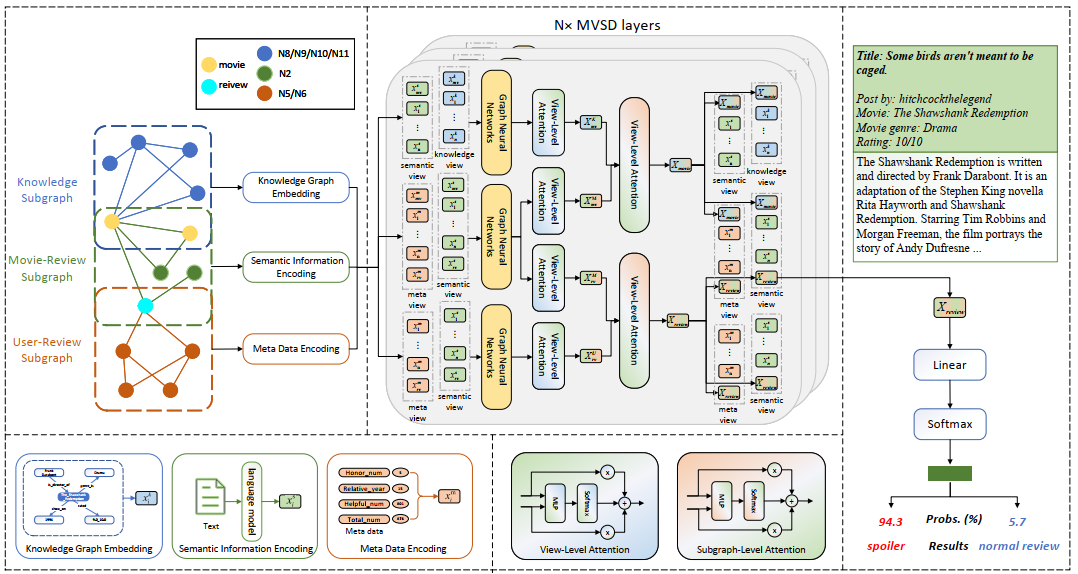 N× MVSD layers
movie
reivew
N8/N9/N10/N11
N2
N5/N6
Knowledge
Subgraph
Movie-Review
Subgraph
User-Review
Subgraph
Knowledge Graph
Embedding
Semantic Information
Encoding
Meta Data Encoding
semantic
view
knowledge view
meta
view
semantic
view
meta
view
semantic
view
Graph Neural
Networks
Graph Neural
Networks
Graph Neural
Networks
View-Level
Attention
View-Level
Attention
View-Level
Attention
View-Level
Attention
View-Level Attention
View-Level Attention
semantic
view
knowledge
view
meta
view
semantic
view
meta
view
semantic
view
Title: Some birds aren't meant to be
caged.
Post by: hitchcockthelegend
Movie: The Shawshank Redemption
Movie genre: Drama
Rating: 10/10
The Shawshank Redemption is written
and directed by Frank Darabont. It is an
adaptation of the Stephen King novella
Rita Hayworth and Shawshank
Redemption. Starring Tim Robbins and
Morgan Freeman, the film portrays the
story of Andy Dufresne ...
X review
Linear
Softmax
94.3
Probs. (%)
5.7
spoiler
Results
normal review
Knowledge Graph Embedding
Text
language model
Semantic Information Encoding
Honor_num
Relative_year
Helpful_num
Total_num
Meta data
Meta Data Encoding
MLP
Softmax
View-Level Attention
MLP
Softmax
Subgraph-Level Attention